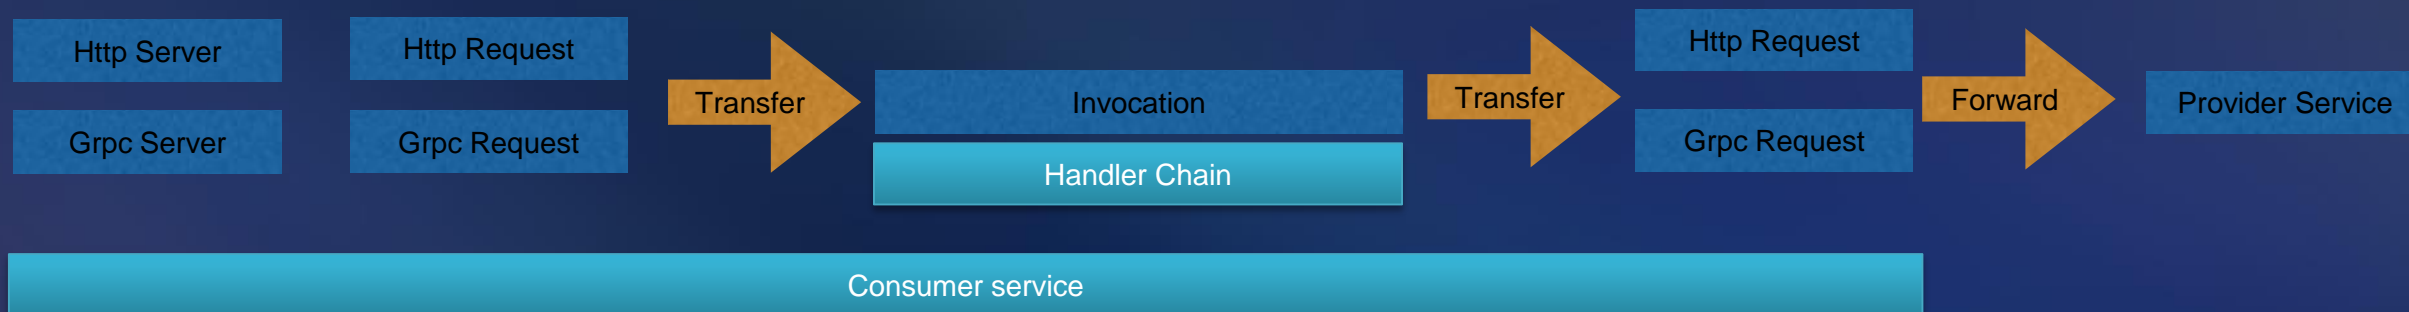 Http Server
Grpc Server
Http Request
Grpc Request
Transfer
Invocation
Handler Chain
Transfer
Http Request
Grpc Request
Forward
Provider Service
Consumer service